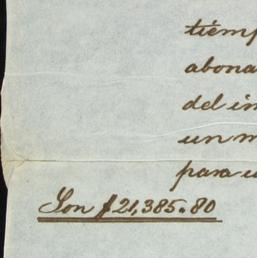 tiemp
abona
del in
un m
para u
Son $21,385.80